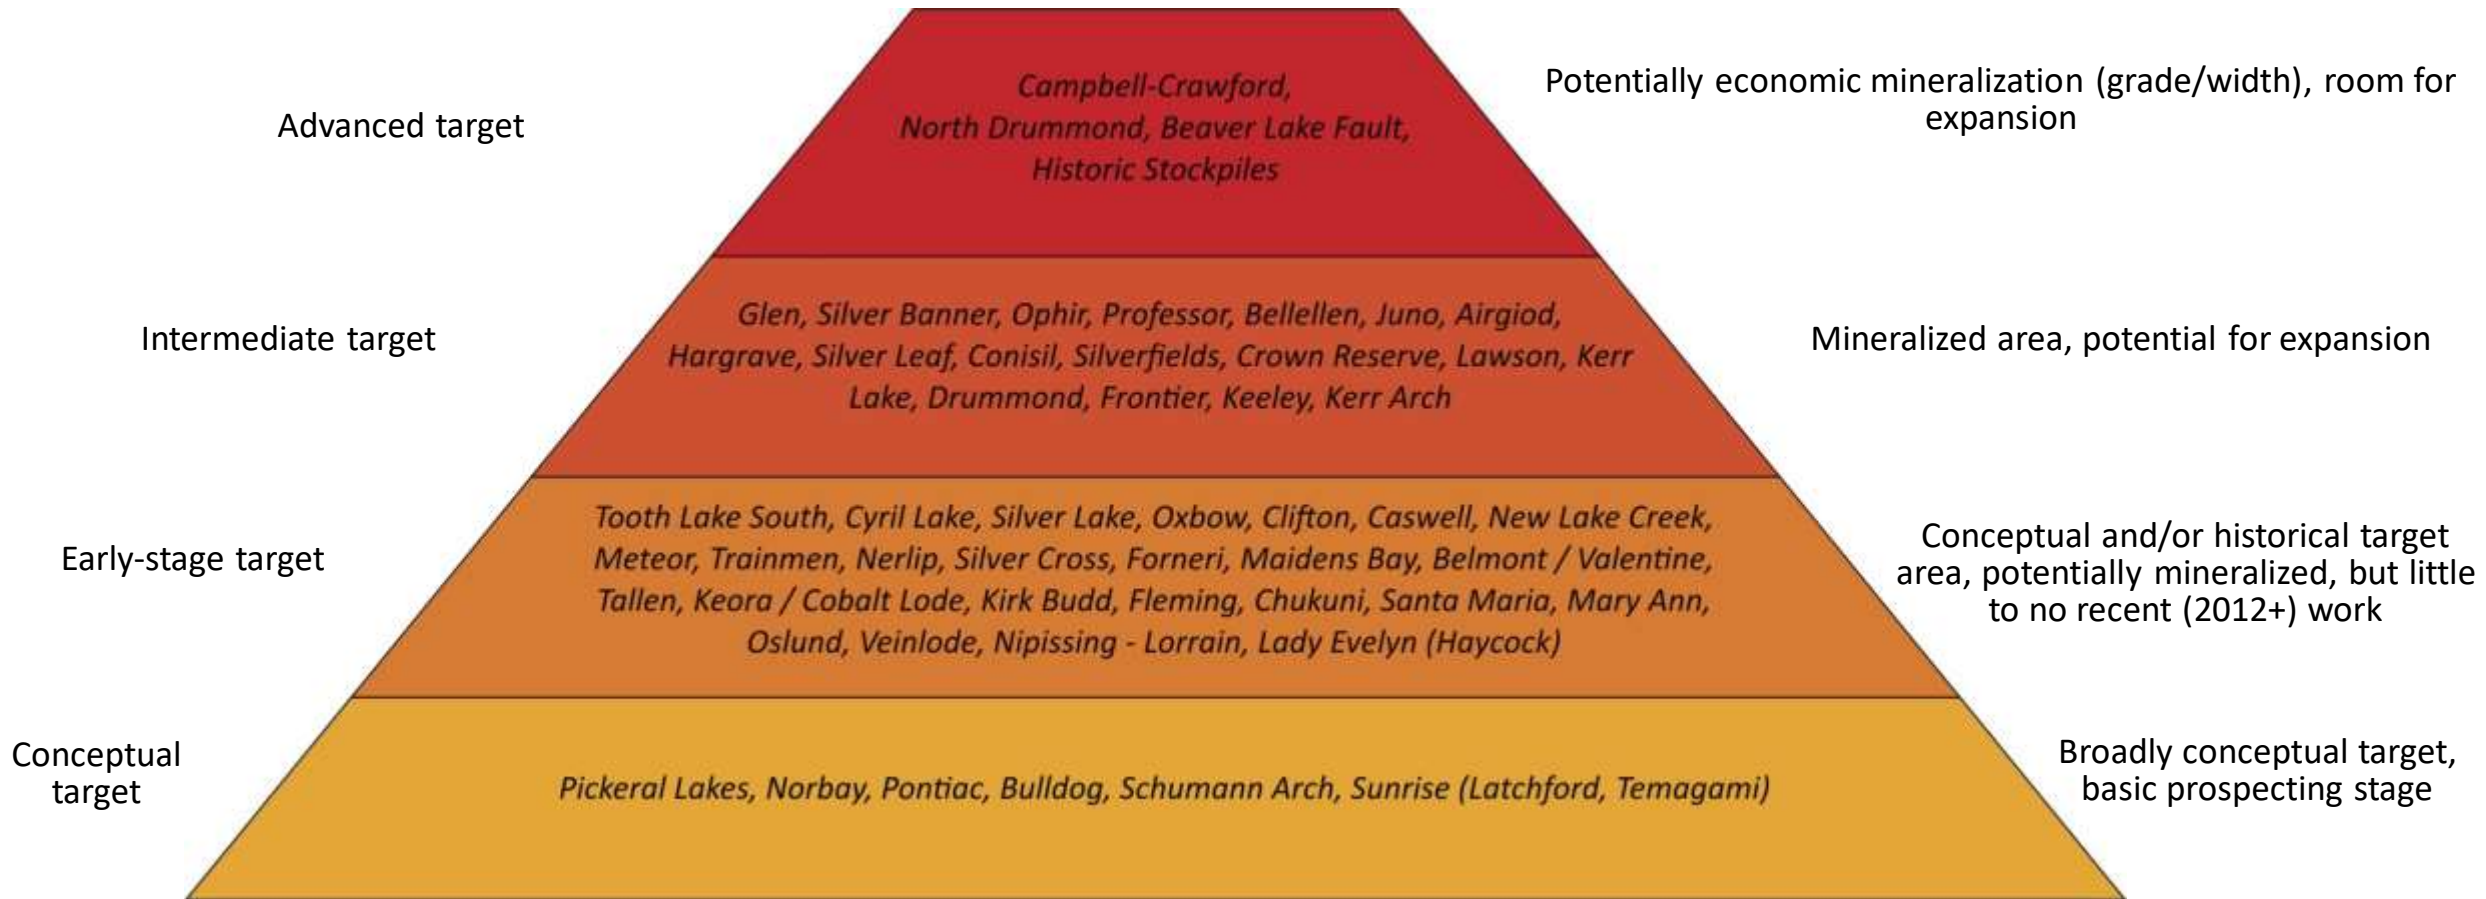 Advanced target
Campbell-Crawford,
North Drummond, Beaver Lake Fault,
Historic Stockpiles
Potentially economic mineralization (grade/width), room for
expansion
Intermediate target
Glen, Silver Banner, Ophir, Professor, Bellellen, Juno, Airgiod,
Hargrave, Silver Leaf, Conisil, Silverfields, Crown Reserve, Lawson, Kerr
Lake, Drummond, Frontier, Keeley, Kerr Arch
Mineralized area, potential for expansion
Early-stage target
Tooth Lake South, Cyril Lake, Silver Lake, Oxbow, Clifton, Caswell, New Lake Creek,
Meteor, Trainmen, Nerlip, Silver Cross, Forneri, Maidens Bay, Belmont / Valentine,
Tallen, Keora / Cobalt Lode, Kirk Budd, Fleming, Chukuni, Santa Maria, Mary Ann,
Oslund, Veinlode, Nipissing - Lorrain, Lady Evelyn (Haycock)
Conceptual and/or historical target
area, potentially mineralized, but little
to no recent (2012+) work
Conceptual
target
Pickeral Lakes, Norbay, Pontiac, Bulldog, Schumann Arch, Sunrise (Latchford, Temagami)
Broadly conceptual target,
basic prospecting stage